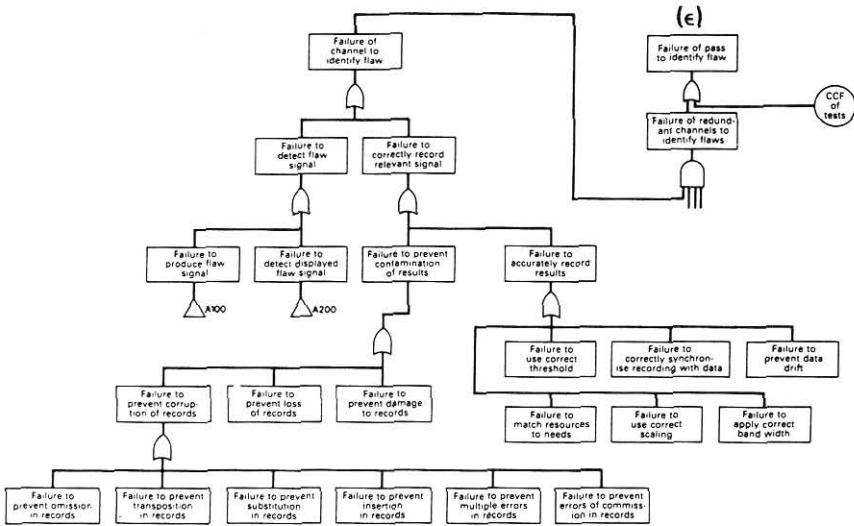 (ε)
Failure of
channel to
identify flaw
Failure of pass
to identify flaw
CCF
of
tests
Failure of redund-
ant channels to
identify flaws
Failure to
detect flaw
signal
Failure to
correctly record
relevant signal
Failure to
produce flaw
signal
Failure to
detect displayed
flaw signal
Failure to prevent
contamination
of results
Failure to
accurately record
results
A100
A200
Failure to
use correct
threshold
Failure to
correctly synchron-
ise recording with data
Failure to
prevent data
drift
Failure to
prevent corrup-
tion of records
Failure to
prevent loss
of records
Failure to
prevent damage
to records
Failure to
match resources
to needs
Failure to
use correct
scaling
Failure to
apply correct
band width
Failure to
prevent omission
in records
Failure to prevent
transposition
in records
Failure to prevent
substitution
in records
Failure to prevent
insertion
in records
Failure to prevent
multiple errors
in records
Failure to prevent
errors of commiss-
ion in records